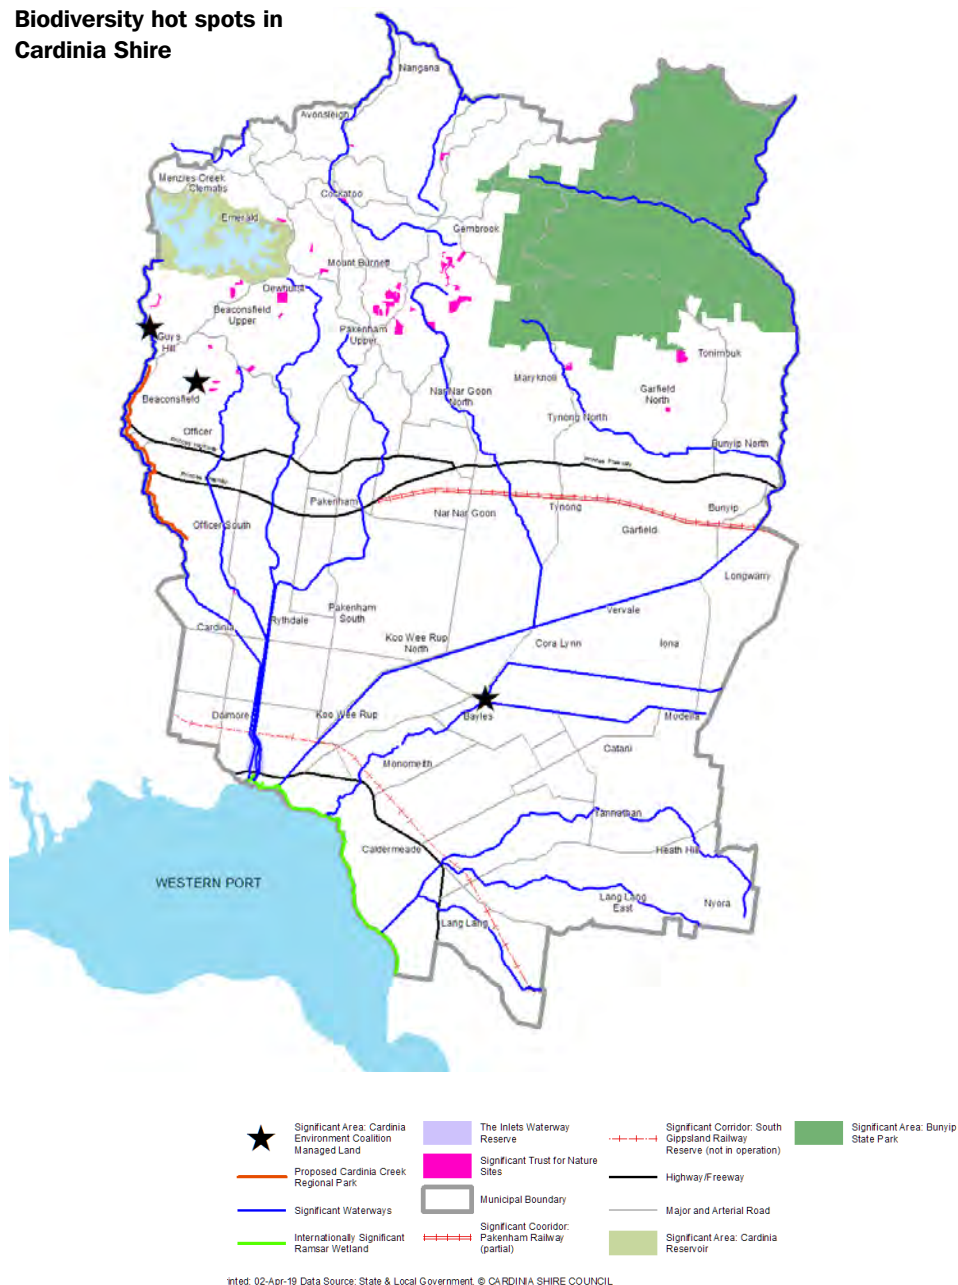 Biodiversity hot spots in
Cardinia Shire
Nangana
Avonsleigh
Menzies Creek
Clematis
Cockatoo
Emerald
Gembrook
Mount Burnett
Dewhurst
Beaconsfield
Upper
Pakenham
Upper
Guys
Hill
Tonimbuk
Maryknoll
Garfield
North
Nar Nar Goon
North
Beaconsfield
Tynong North
Officer
Bunyip North
Princes Highway
Princes Freeway
Princes Freeway
Pakenham
Nar Nar Goon
Tynong
Bunyip
Officer South
Garfield
Longwarry
Pakenham
South
Vervale
Rythdale
Cardinia
Koo Wee Rup
North
Cora Lynn
Iona
Dalmore
Koo Wee Rup
Bayles
Modella
Catani
Monomeith
Yannathan
Caldermeade
Heath Hill
WESTERN PORT
Lang Lang
East
Nyora
Lang Lang
Significant Area: Cardinia
Environment Coalition
Managed Land
Proposed Cardinia Creek
Regional Park
Significant Waterways
Internationally Significant
Ramsar Wetland
The Inlets Waterway
Reserve
Significant Trust for Nature
Sites
Municipal Boundary
Significant Cooridor:
Pakenham Railway
(partial)
Significant Corridor: South
Gippsland Railway
Reserve (not in operation)
Highway/Freeway
Major and Arterial Road
Significant Area: Cardinia
Reservoir
Significant Area: Bunyip
State Park
inted: 02-Apr-19 Data Source: State & Local Government. © CARDINIA SHIRE COUNCIL